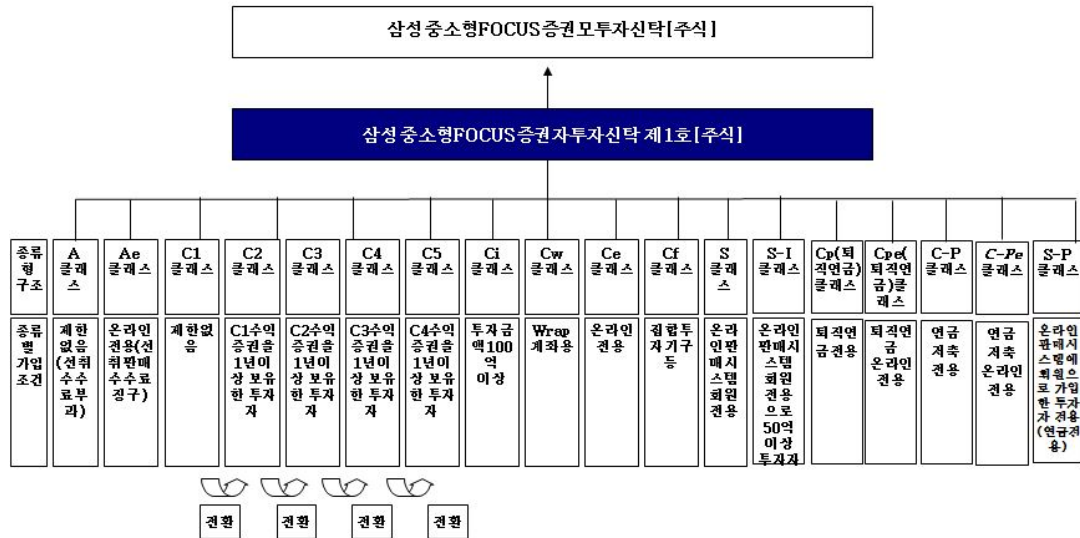 삼성 중소형FOCUS증권모투자신탁[주식]
삼성 중소형FOCUS증권자투자신탁 제1호[주식]
종류
형
구조
A
클래
스
Ae
클래스
C1
클래스
C2
클래스
C3
클래스
C4
클래스
C5
클래스
Ci
클래스
Cw
클래스
Ce
클래스
Cf
클래스
S
클래
스
S-I
클래스
Cp(퇴
직연금)
클래스
Cpe(
퇴직연
금)클
래스
C-P
클래스
C-Pe
클래스
S-P
클래스
종류
별
가입
조건
제한
없음
(선취
수수
료부
과)
온라인
전용(선
취판매
수수료
징구)
제한없
음
C1수익
증권을
1년이
상 보유
한 투자
자
C2수익
증권을
1년이
상 보유
한 투자
자
C3수익
증권을
1년이
상 보유
한 투자
자
C4수익
증권을
1년이
상 보유
한 투자
자
투자금
액100
억
이상
Wrap
계좌용
온라인
전용
집합투
자기구
등
온라
인판
매시
스템
회원
전용
온라인
판매시
스템
회원
전용
으로
50억
이상
투자자
퇴직연
금전용
퇴직연
금
온라인
전용
연금
저축
전용
연금
저축
온라인
전용
온라인
판매시
스템에
회원으
로 가입
한 투자
자 전용
(연금전
용)
전환
전환
전환
전환